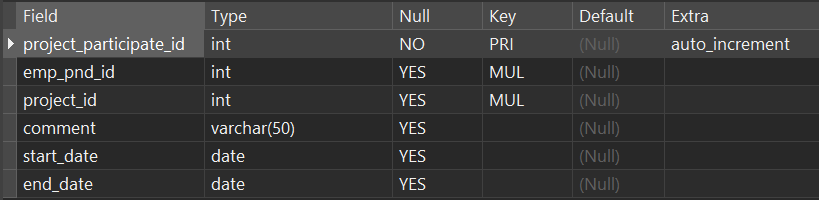 Field Type Null Key Default Extra
project_participate_id int NO PRI (Null) auto_increment
emp_pnd_id int YES MUL (Null)
project_id int YES MUL (Null)
comment varchar(50) YES (Null)
start_date date YES (Null)
end_date date YES (Null)